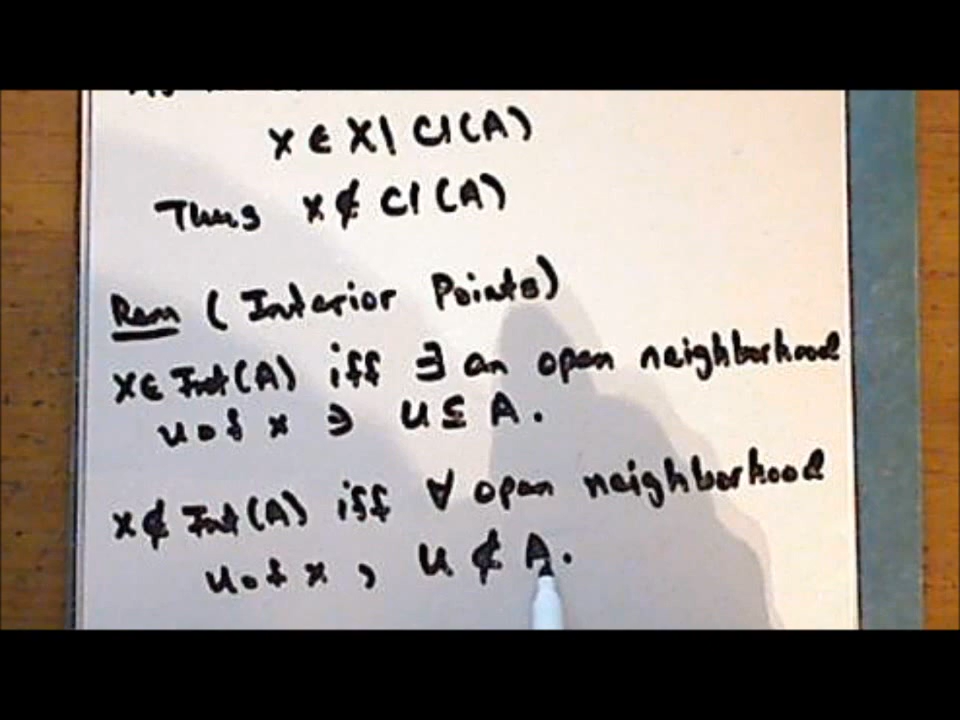 x ∈ X \ Cl(A)
Thus x ∉ Cl(A)
Rem (Interior Points)
x ∈ Int(A) iff ∃ an open neighborhood
U of x ∋ U ⊆ A.
x ∉ Int(A) iff ∀ open neighborhood
U of x, U ⊄ A.